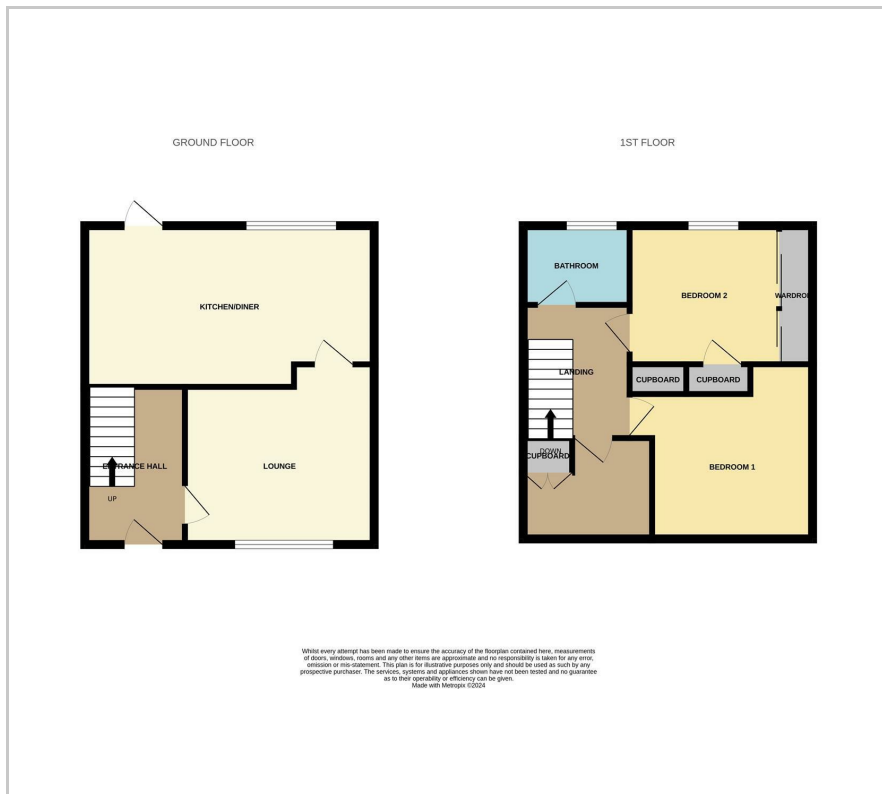 GROUND FLOOR
1ST FLOOR
KITCHEN/DINER
ENTRANCE HALL
UP
LOUNGE
BATHROOM
BEDROOM 2
LANDING
CUPBOARD
CUPBOARD
DOWN
CUPBOARD
BEDROOM 1
Whilst every attempt has been made to ensure the accuracy of the floorplan contained here, measurements
of doors, windows, rooms and any other items are approximate and no responsibility is taken for any error,
omission or mis-statement. This plan is for illustrative purposes only and should be used as such by any
prospective purchaser. The services, systems and appliances shown have not been tested and no guarantee
as to their operability or efficiency can be given.
Made with Metropix ©2024